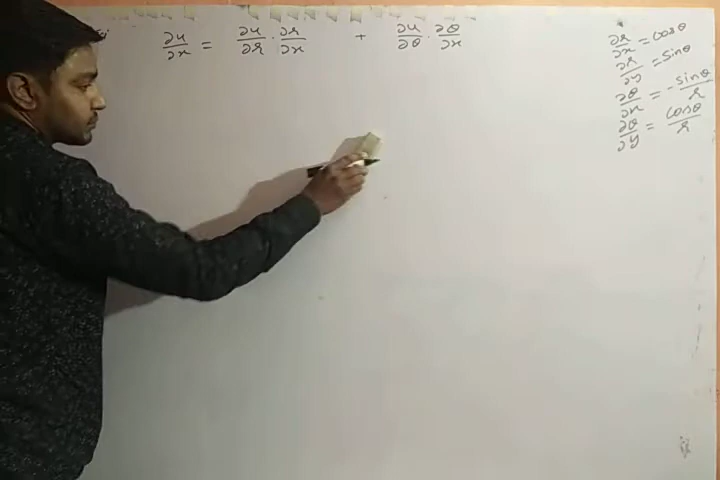 ∂u/∂x = ∂u/∂r · ∂r/∂x + ∂u/∂θ · ∂θ/∂x
∂r/∂x = cosθ
∂r/∂y = sinθ
∂θ/∂x = -sinθ/r
∂θ/∂y = cosθ/r